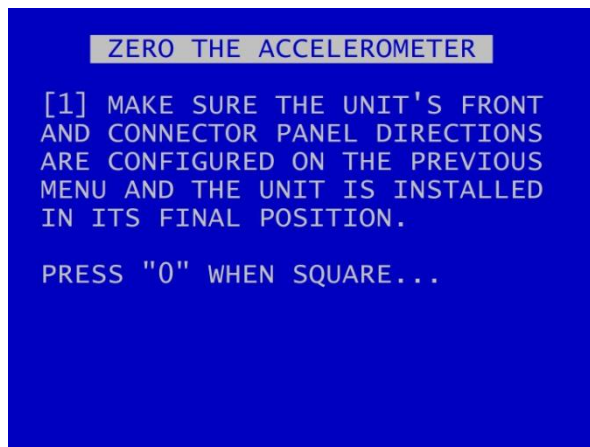 ZERO THE ACCELEROMETER
[1] MAKE SURE THE UNIT'S FRONT
AND CONNECTOR PANEL DIRECTIONS
ARE CONFIGURED ON THE PREVIOUS
MENU AND THE UNIT IS INSTALLED
IN ITS FINAL POSITION.
PRESS "0" WHEN SQUARE...